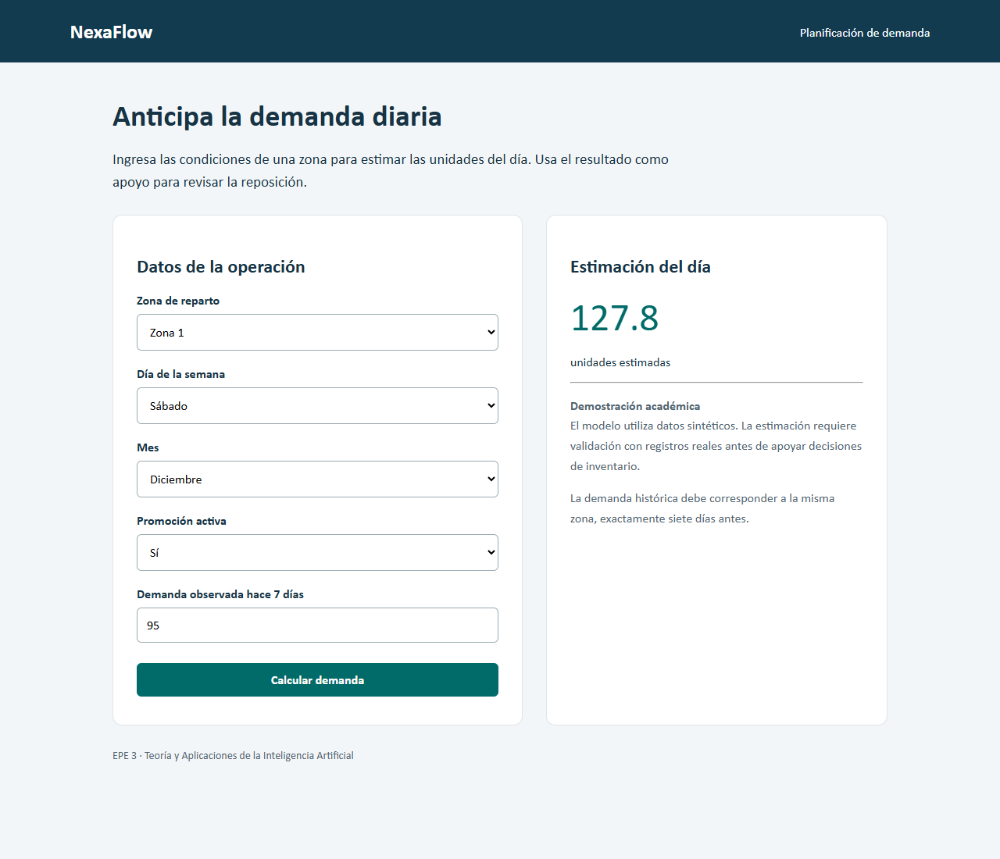 NexaFlow
Planificación de demanda
Anticipa la demanda diaria
Ingresa las condiciones de una zona para estimar las unidades del día. Usa el resultado como
apoyo para revisar la reposición.
Datos de la operación
Zona de reparto
Zona 1
Día de la semana
Sábado
Mes
Diciembre
Promoción activa
Sí
Demanda observada hace 7 días
95
Calcular demanda
Estimación del día
127.8
unidades estimadas
Demostración académica
El modelo utiliza datos sintéticos. La estimación requiere
validación con registros reales antes de apoyar decisiones
de inventario.
La demanda histórica debe corresponder a la misma
zona, exactamente siete días antes.
EPE 3 · Teoría y Aplicaciones de la Inteligencia Artificial